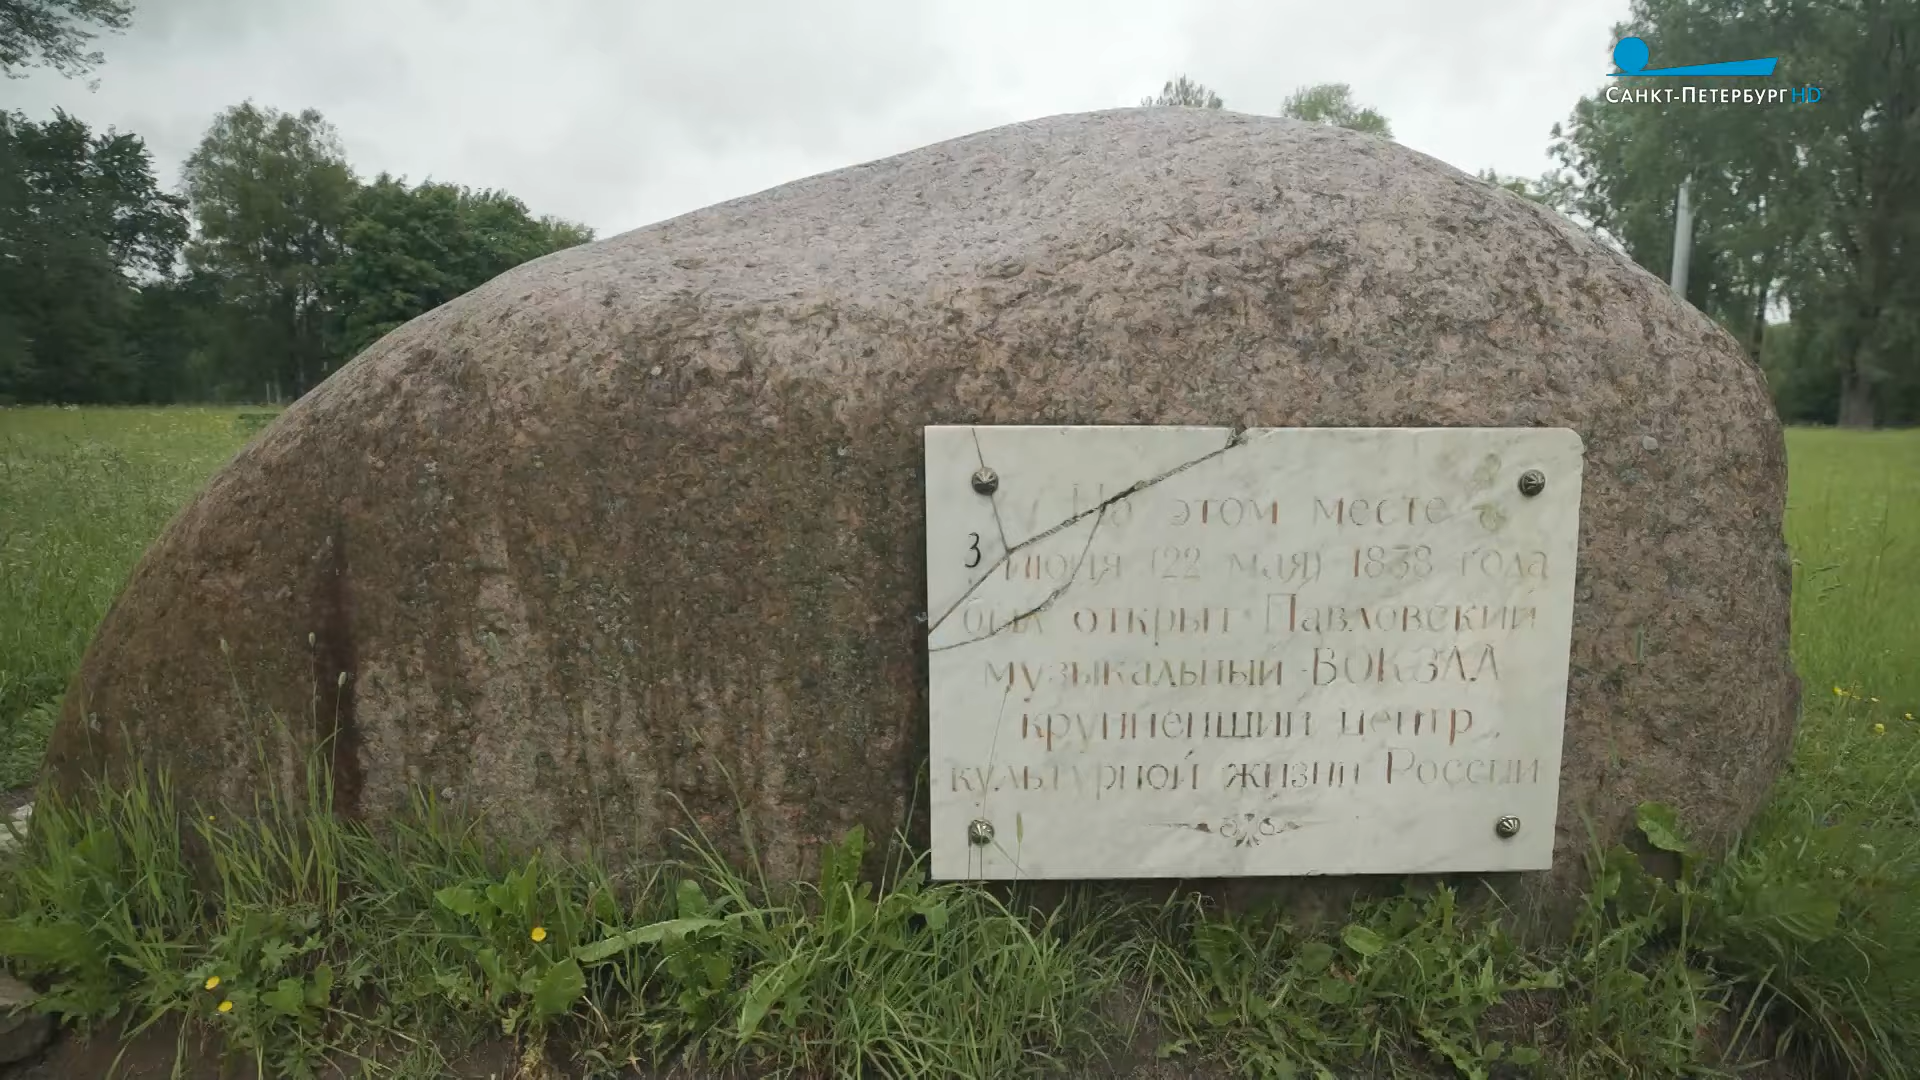 Санкт-Петербург HD
На этом месте
3 июня (22 мая) 1838 года
был открыт Павловский
музыкальный ВОКЗАЛ
крупнейший центр
культурной жизни России